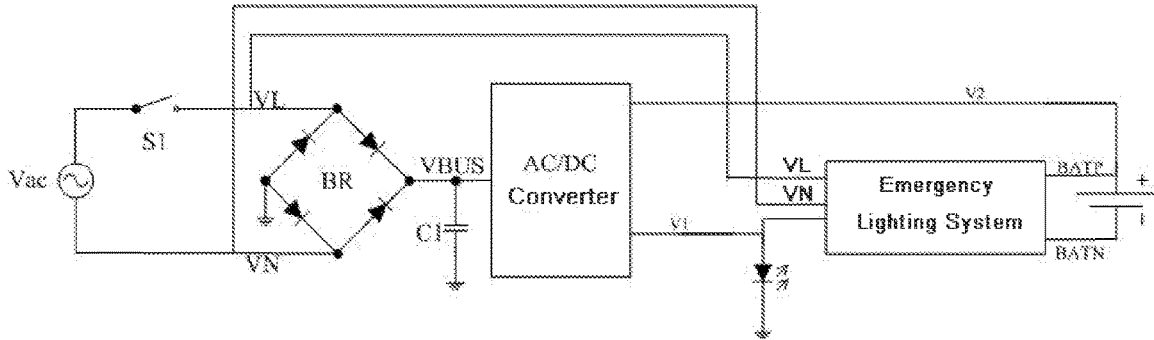 Vac
S1
VL
VN
BR
VBUS
C1
AC/DC
Converter
V2
V1
VL
VN
Emergency
Lighting System
BATP
BATN
+